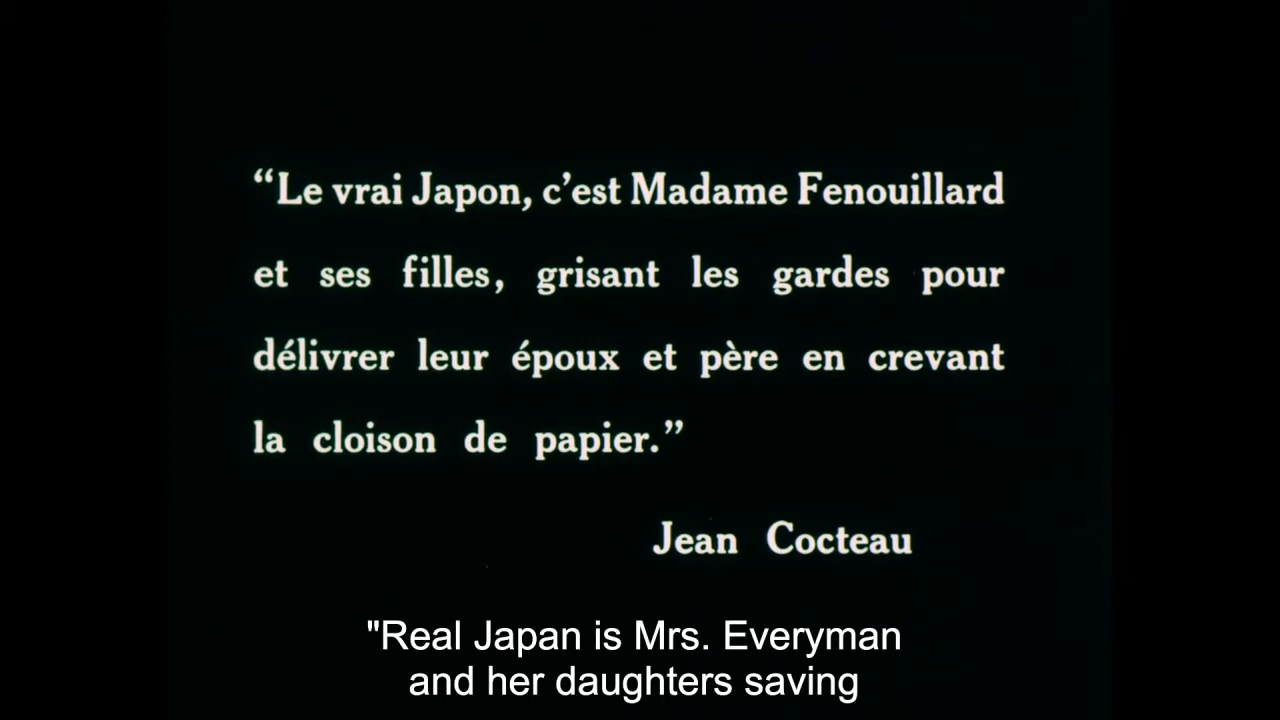 “Le vrai Japon, c’est Madame Fenouillard
et ses filles, grisant les gardes pour
délivrer leur époux et père en crevant
la cloison de papier.”
Jean Cocteau
"Real Japan is Mrs. Everyman
and her daughters saving